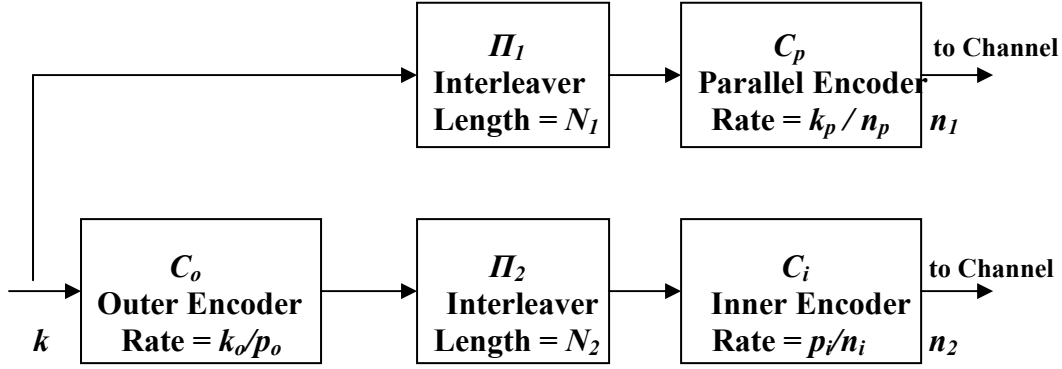 Π₁
Interleaver
Length = N₁
Cₚ
Parallel Encoder
Rate = kₚ / nₚ
to Channel
n₁
k
Cₒ
Outer Encoder
Rate = kₒ/pₒ
Π₂
Interleaver
Length = N₂
Cᵢ
Inner Encoder
Rate = pᵢ/nᵢ
to Channel
n₂